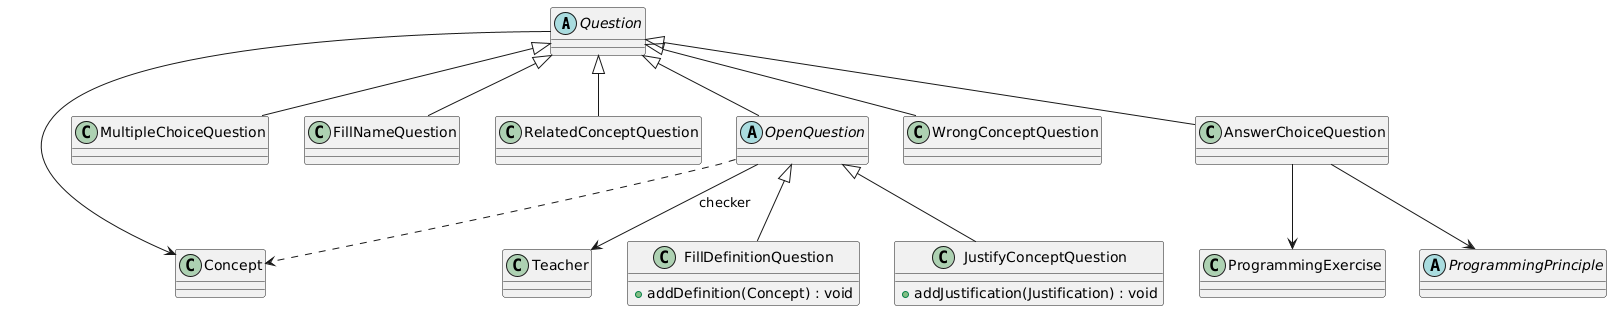 A Question
C MultipleChoiceQuestion
C FillNameQuestion
C RelatedConceptQuestion
A OpenQuestion
C WrongConceptQuestion
C AnswerChoiceQuestion
checker
C Concept
C Teacher
C FillDefinitionQuestion
addDefinition(Concept) : void
C JustifyConceptQuestion
addJustification(Justification) : void
C ProgrammingExercise
A ProgrammingPrinciple